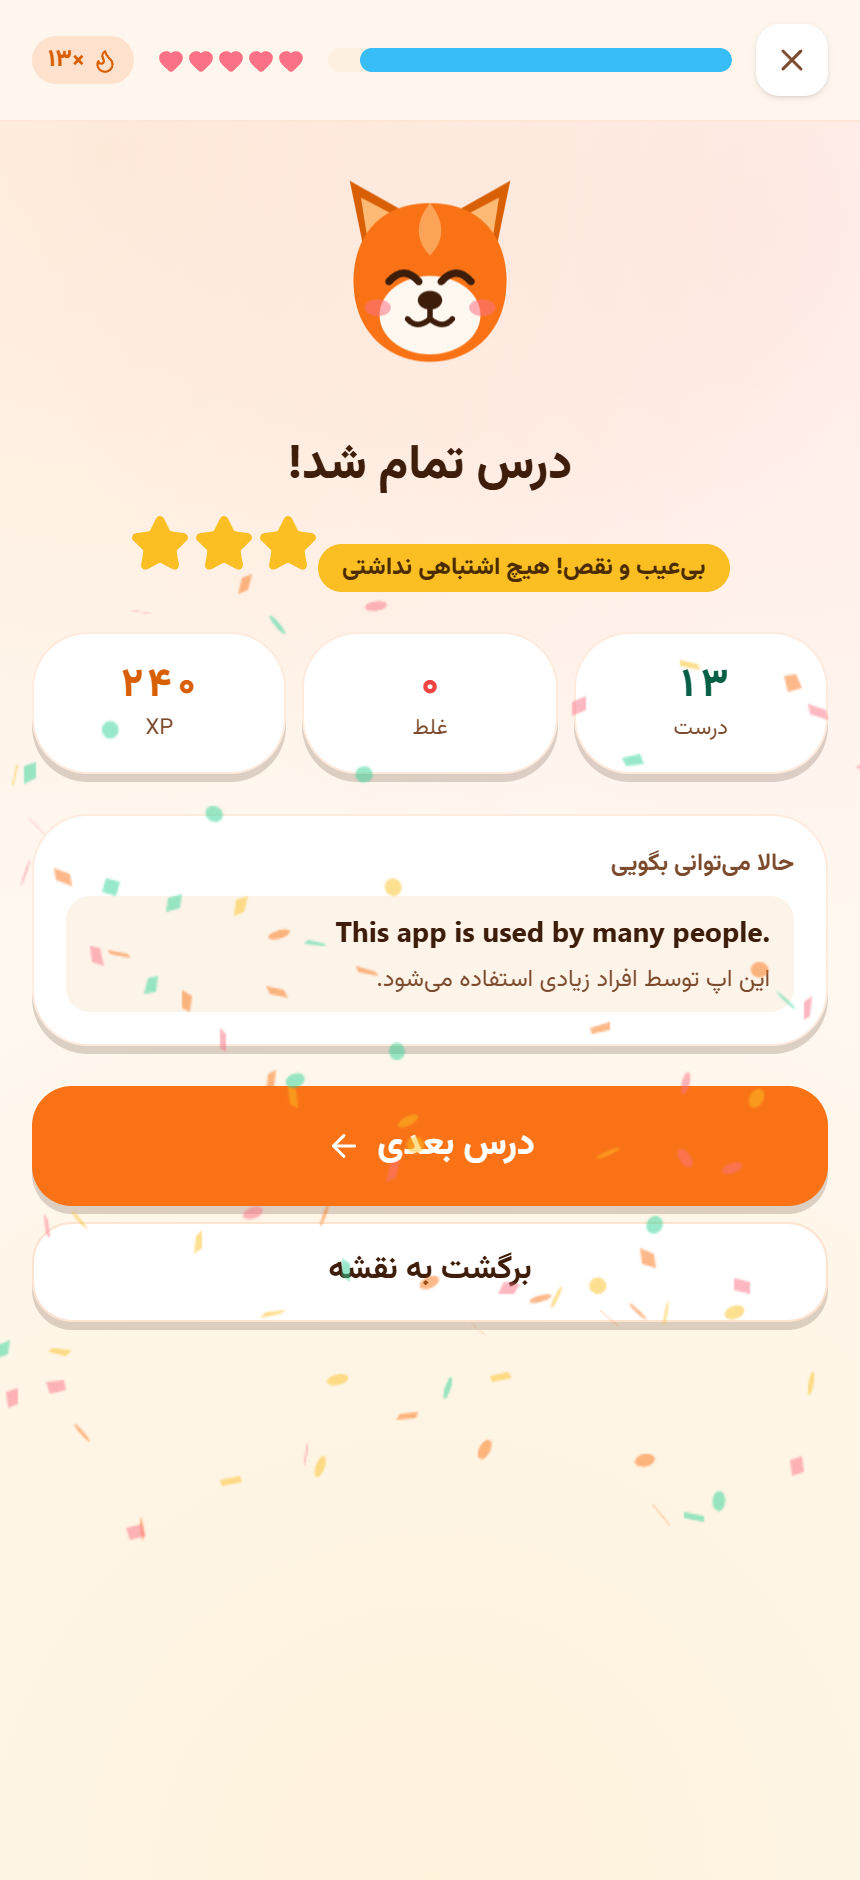 ×۱۳
درس تمام شد!
بی‌عیب و نقص! هیچ اشتباهی نداشتی
۱۳
درست
۰
غلط
۲۴۰
XP
حالا می‌توانی بگویی
This app is used by many people.
این اپ توسط افراد زیادی استفاده می‌شود.
درس بعدی ←
برگشت به نقشه